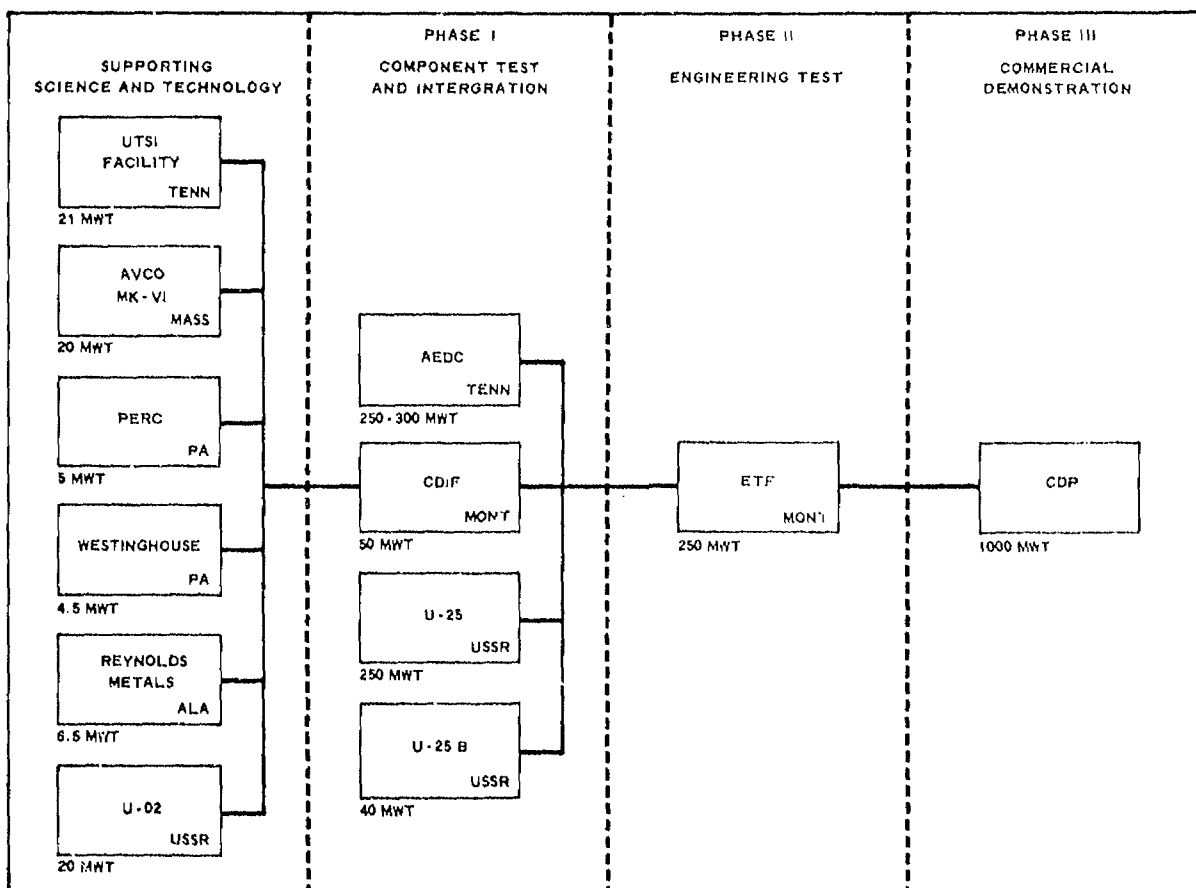 SUPPORTING
SCIENCE AND TECHNOLOGY
UTSI
FACILITY
TENN
21 MWT
AVCO
MK-VI
MASS
20 MWT
PERC
PA
5 MWT
WESTINGHOUSE
PA
4.5 MWT
REYNOLDS
METALS
ALA
6.5 MWT
U-02
USSR
20 MWT
PHASE I
COMPONENT TEST
AND INTERGRATION
AEDC
TENN
250-300 MWT
CDIF
MONT
50 MWT
U-25
USSR
250 MWT
U-25 B
USSR
40 MWT
PHASE II
ENGINEERING TEST
ETF
MONT
250 MWT
PHASE III
COMMERCIAL
DEMONSTRATION
CDP
1000 MWT